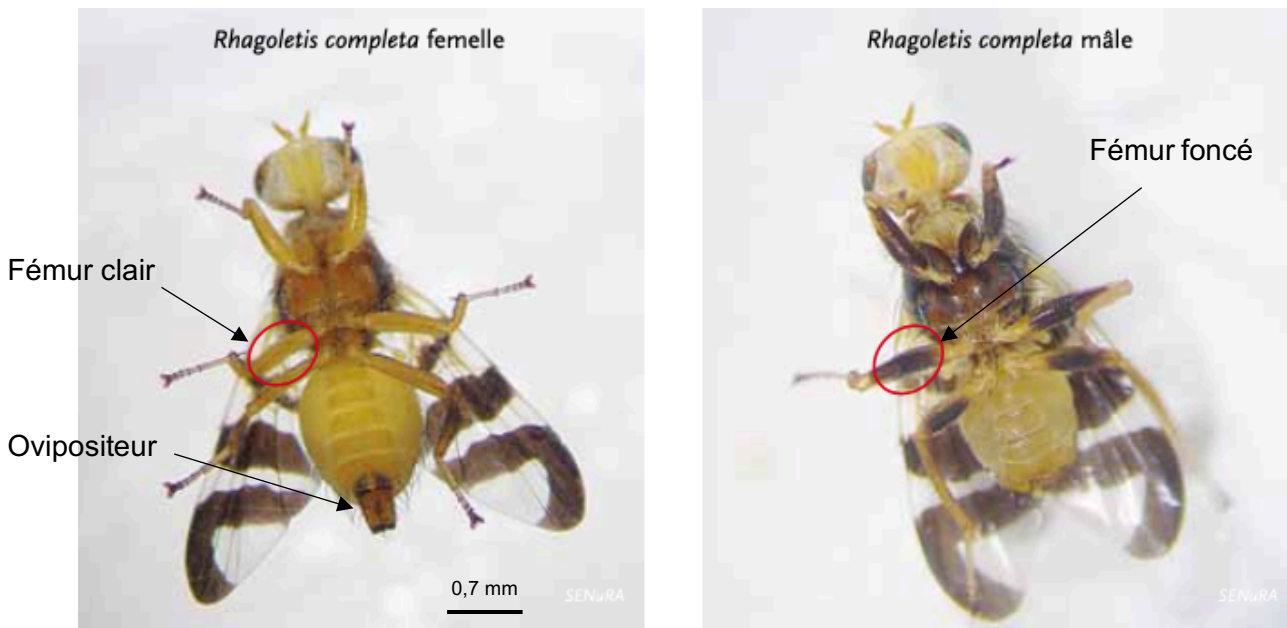 Rhagoletis completa femelle
Rhagoletis completa mâle
Fémur foncé
Fémur clair
Ovipositeur
0,7 mm
SENuRA
SENuRA